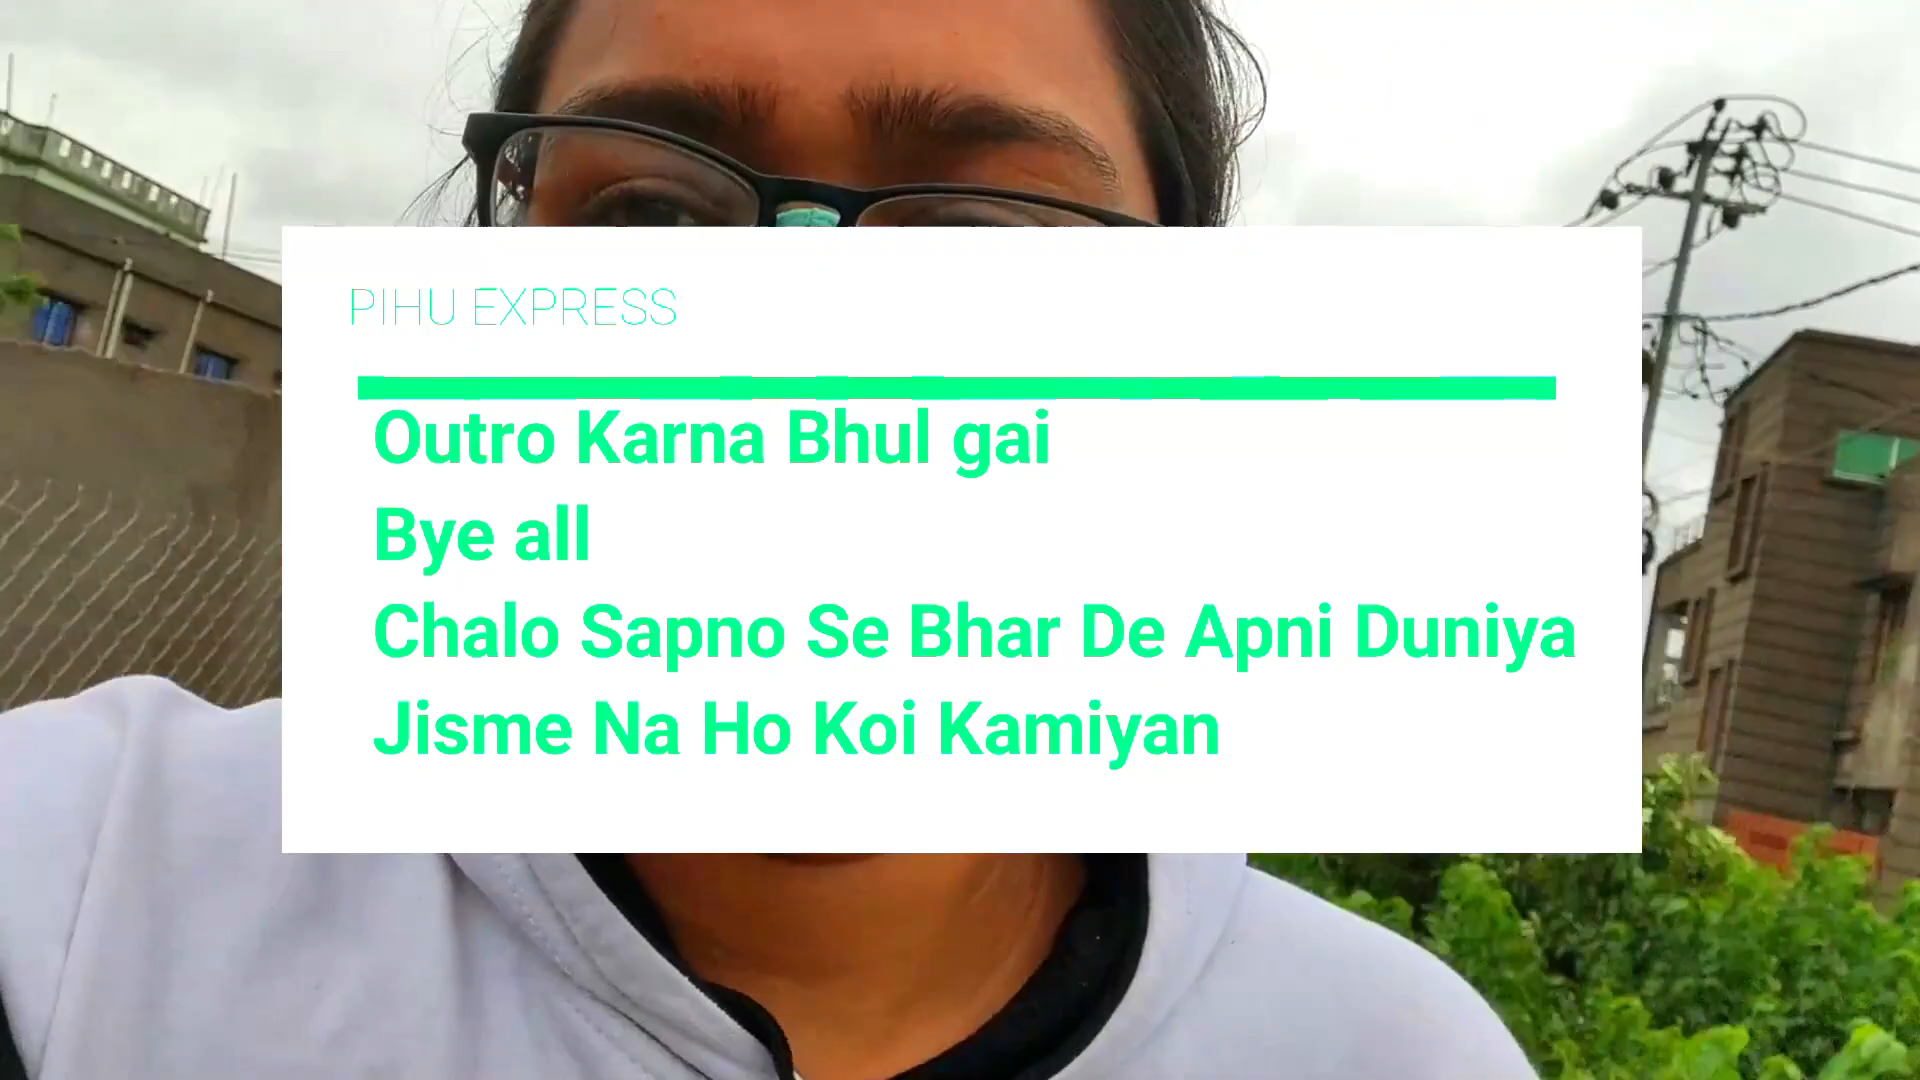 PIHU EXPRESS
Outro Karna Bhul gai
Bye all
Chalo Sapno Se Bhar De Apni Duniya
Jisme Na Ho Koi Kamiyan